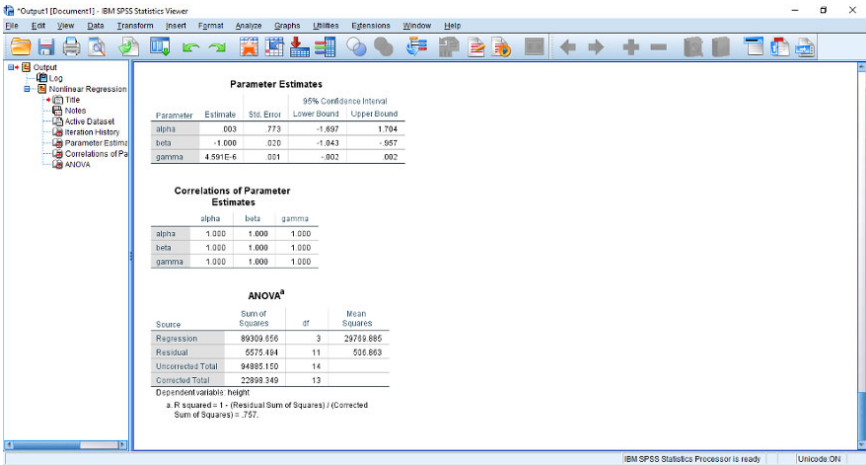 *Output1 [Document1] - IBM SPSS Statistics Viewer
File Edit View Data Transform Insert Format Analyze Graphs Utilities Extensions Window Help
Output
Log
Nonlinear Regression
Title
Notes
Active Dataset
Iteration History
Parameter Estima
Correlations of Pa
ANOVA
Parameter Estimates
95% Confidence Interval
Parameter Estimate Std. Error Lower Bound Upper Bound
alpha .003 .773 -1.697 1.704
beta -1.000 .020 -1.043 -.957
gamma 4.591E-6 .001 -.002 .002
Correlations of Parameter
Estimates
alpha beta gamma
alpha 1.000 1.000 1.000
beta 1.000 1.000 1.000
gamma 1.000 1.000 1.000
ANOVAa
Sum of
Squares
Mean
Squares
Source df
Regression 89309.656 3 29769.885
Residual 5575.494 11 506.863
Uncorrected Total 94885.150 14
Corrected Total 22898.349 13
Dependent variable: height
a. R squared = 1 - (Residual Sum of Squares) / (Corrected
Sum of Squares) = .757.
IBM SPSS Statistics Processor is ready Unicode:ON